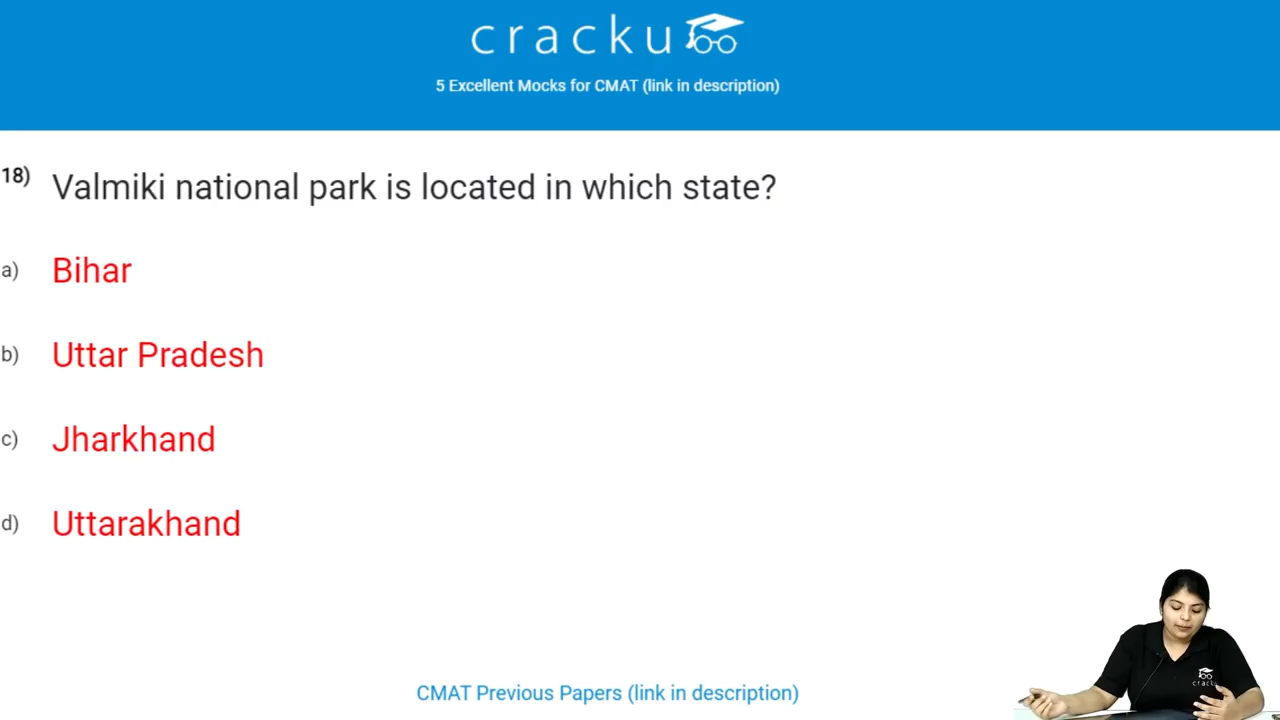 cracku
5 Excellent Mocks for CMAT (link in description)
18) Valmiki national park is located in which state?
a) Bihar
b) Uttar Pradesh
c) Jharkhand
d) Uttarakhand
cracku
CMAT Previous Papers (link in description)